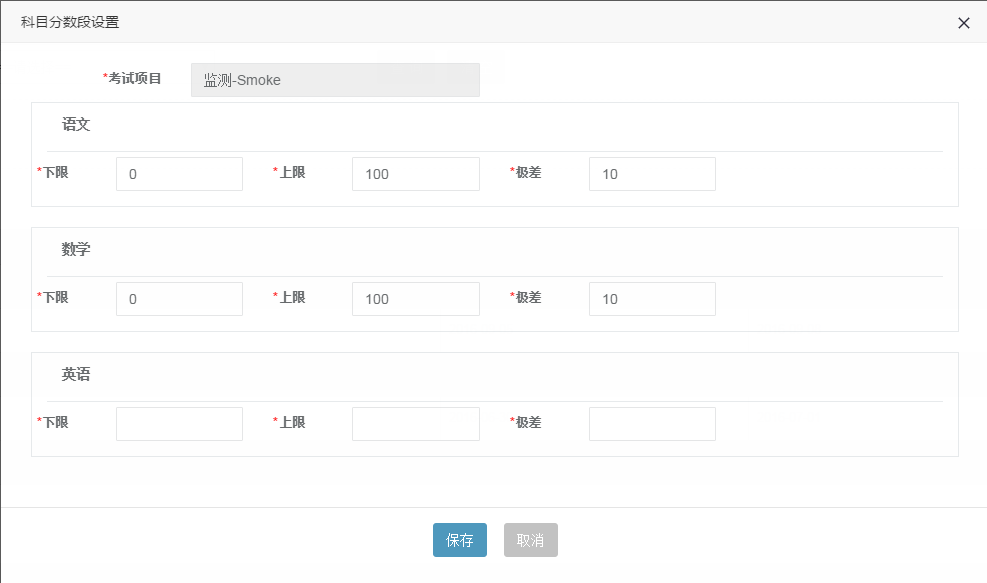 科目分数段设置
*考试项目 监测-Smoke
语文
*下限 0 *上限 100 *极差 10
数学
*下限 0 *上限 100 *极差 10
英语
*下限 *上限 *极差
保存 取消